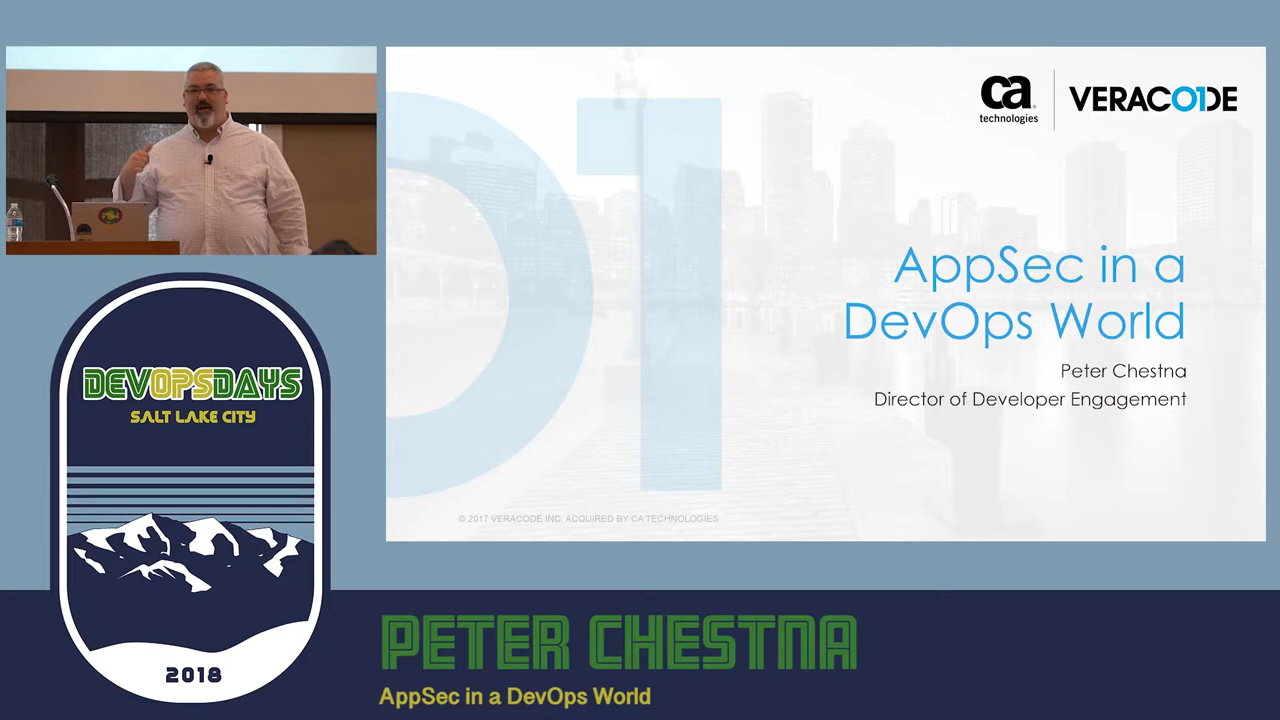 ca
technologies
VERACODE
AppSec in a
DevOps World
Peter Chestna
Director of Developer Engagement
© 2017 VERACODE INC. ACQUIRED BY CA TECHNOLOGIES
DEVOPSDAYS
SALT LAKE CITY
2018
PETER CHESTNA
AppSec in a DevOps World